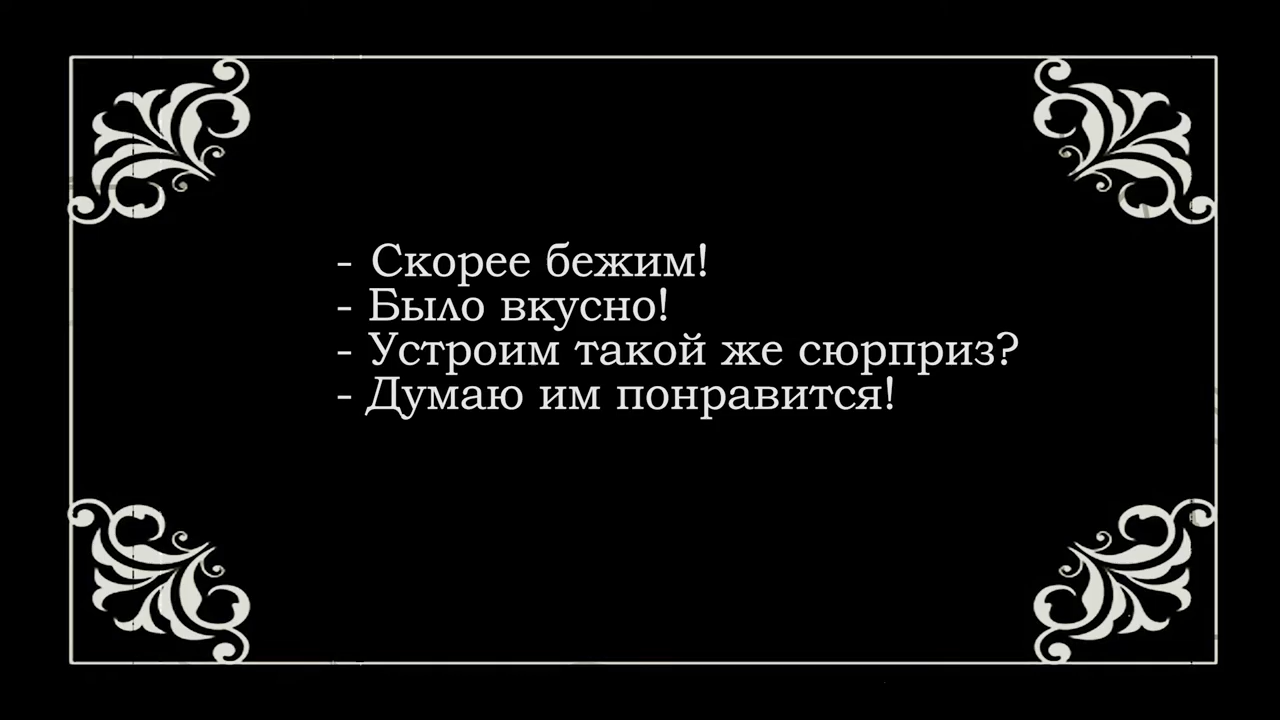 - Скорее бежим!
- Было вкусно!
- Устроим такой же сюрприз?
- Думаю им понравится!